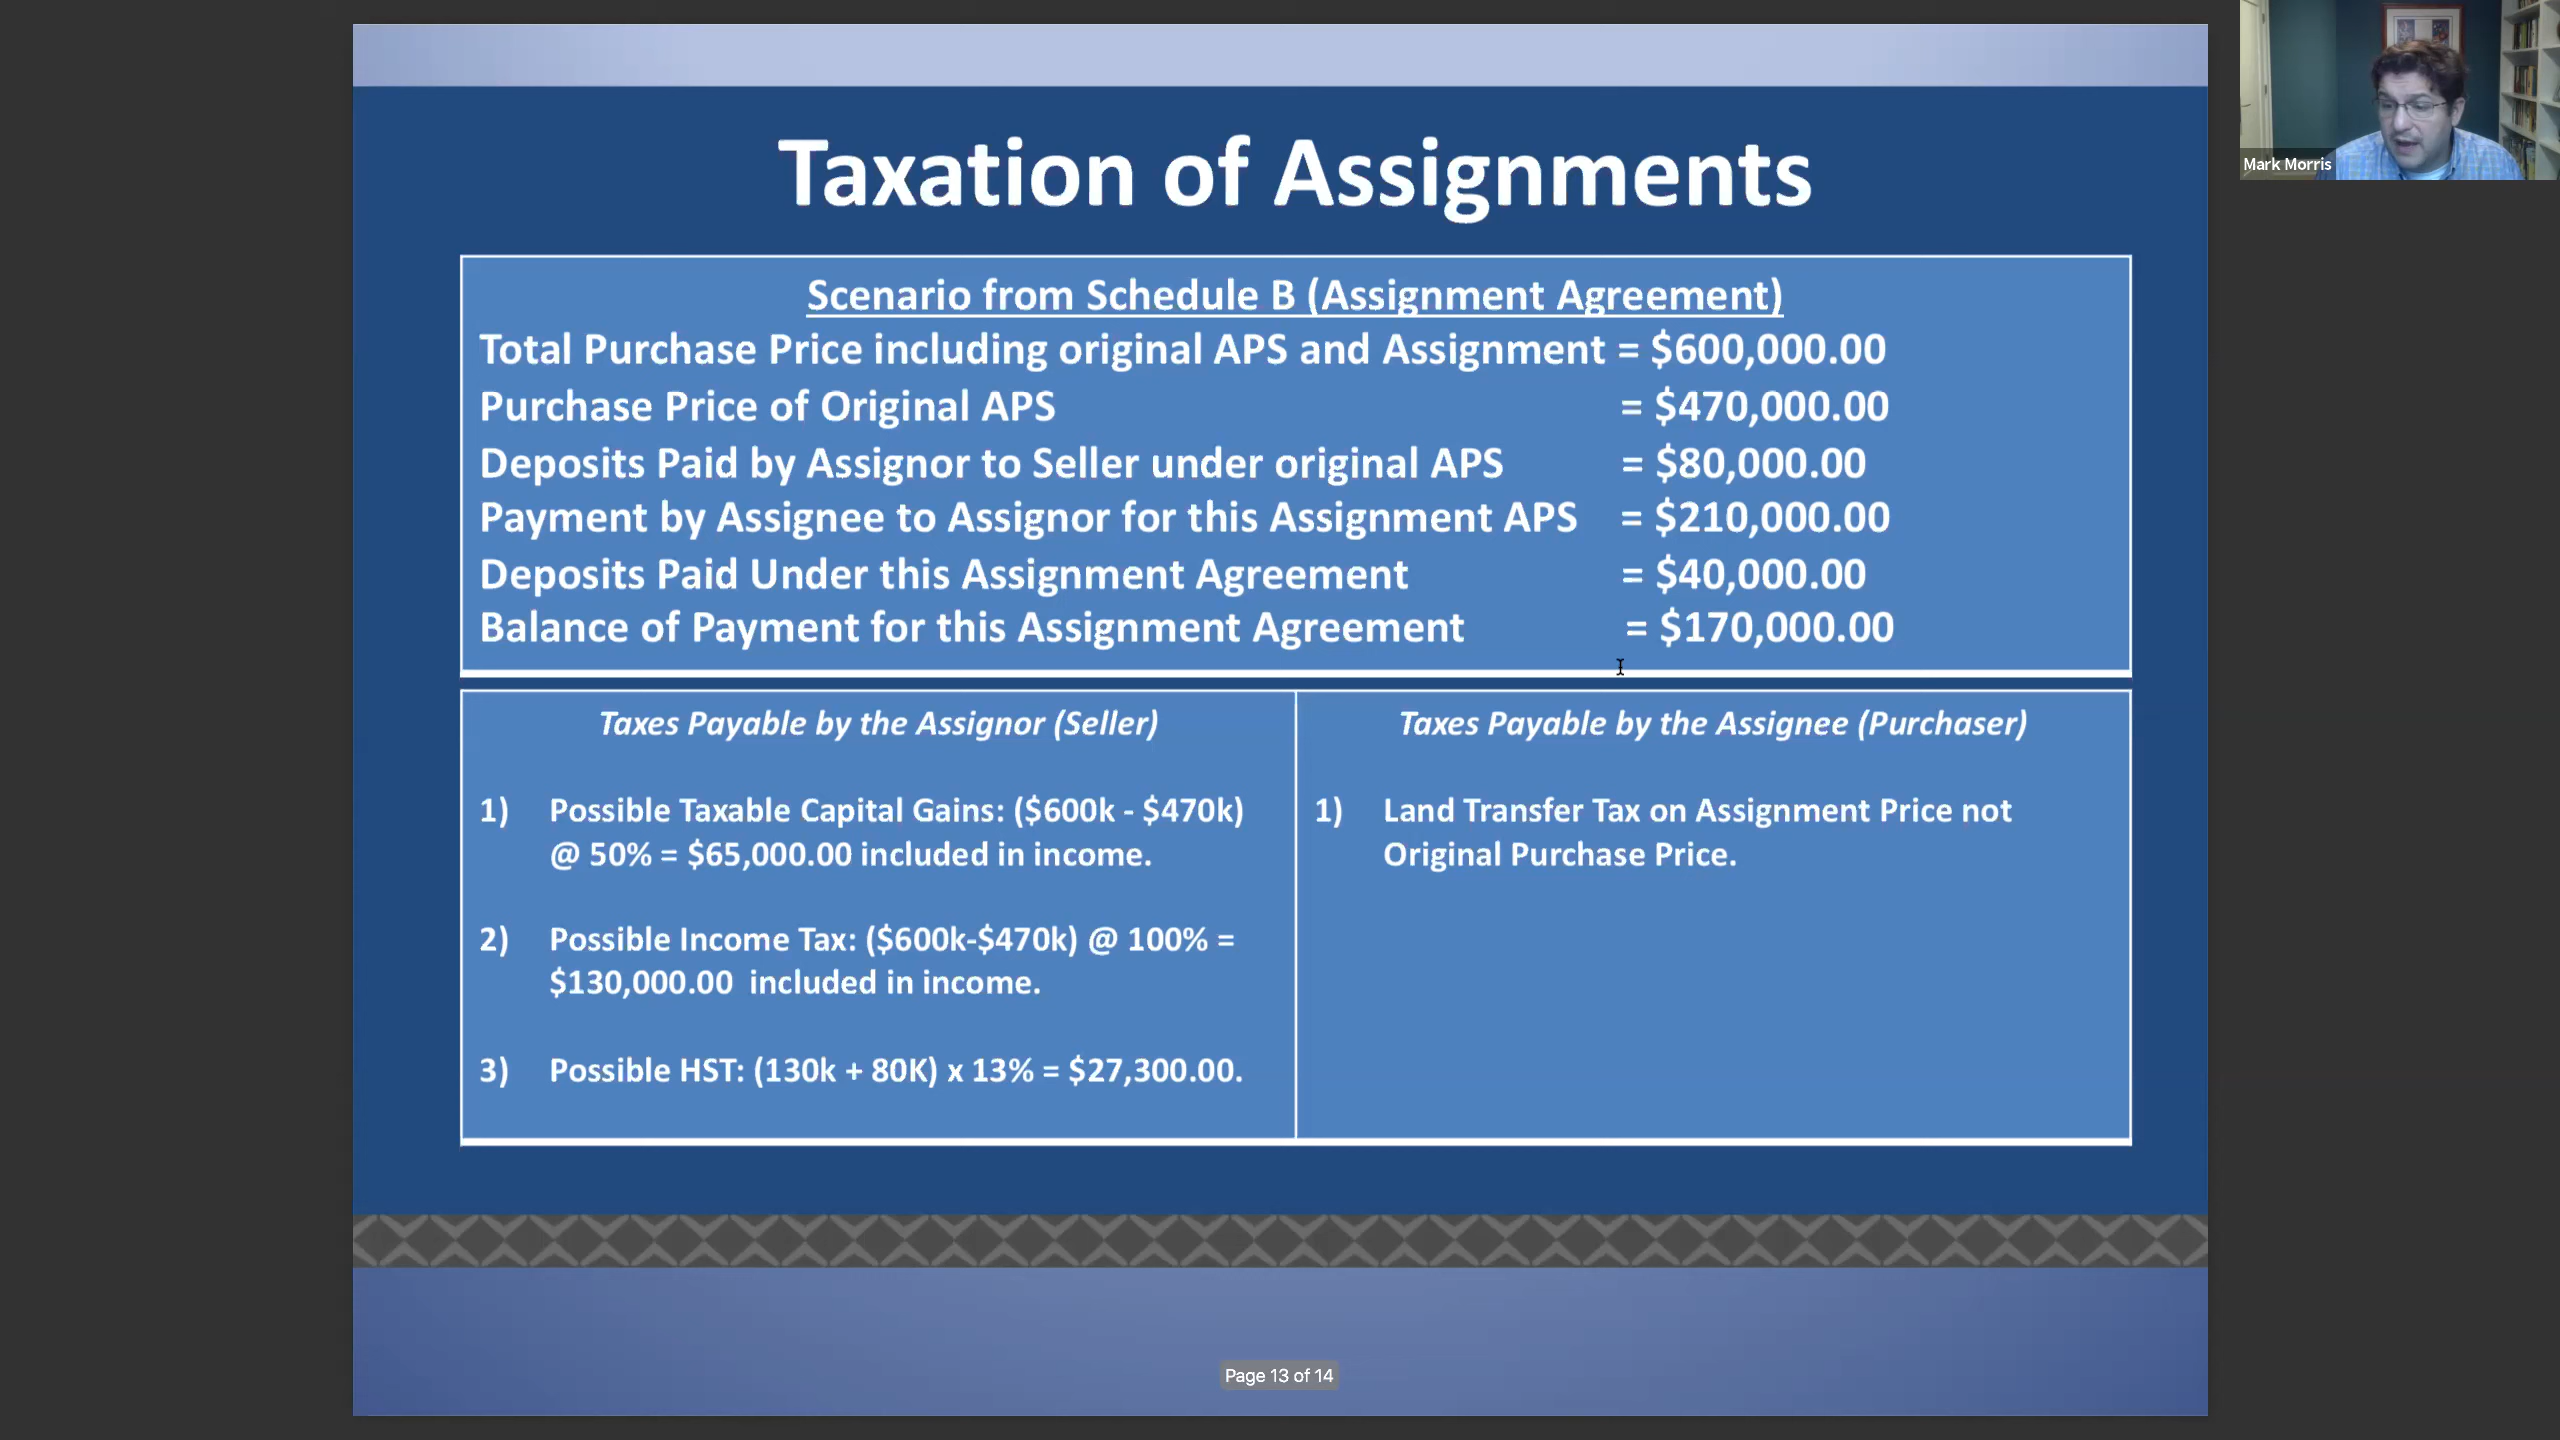 Mark Morris
Taxation of Assignments
Scenario from Schedule B (Assignment Agreement)
Total Purchase Price including original APS and Assignment = $600,000.00
Purchase Price of Original APS = $470,000.00
Deposits Paid by Assignor to Seller under original APS = $80,000.00
Payment by Assignee to Assignor for this Assignment APS = $210,000.00
Deposits Paid Under this Assignment Agreement = $40,000.00
Balance of Payment for this Assignment Agreement = $170,000.00
Taxes Payable by the Assignor (Seller)
1) Possible Taxable Capital Gains: ($600k - $470k)
@ 50% = $65,000.00 included in income.
2) Possible Income Tax: ($600k-$470k) @ 100% =
$130,000.00 included in income.
3) Possible HST: (130k + 80K) x 13% = $27,300.00.
Taxes Payable by the Assignee (Purchaser)
1) Land Transfer Tax on Assignment Price not
Original Purchase Price.
Page 13 of 14